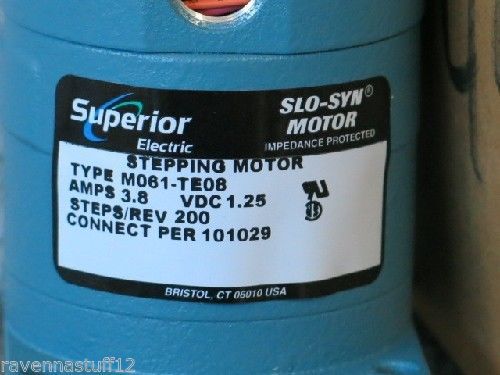 Superior
Electric
SLO-SYN®
MOTOR
IMPEDANCE PROTECTED
STEPPING MOTOR
TYPE M061-TE08
AMPS 3.8 VDC 1.25
STEPS/REV 200
CONNECT PER 101029
BRISTOL, CT 06010 USA
ravennastuff12